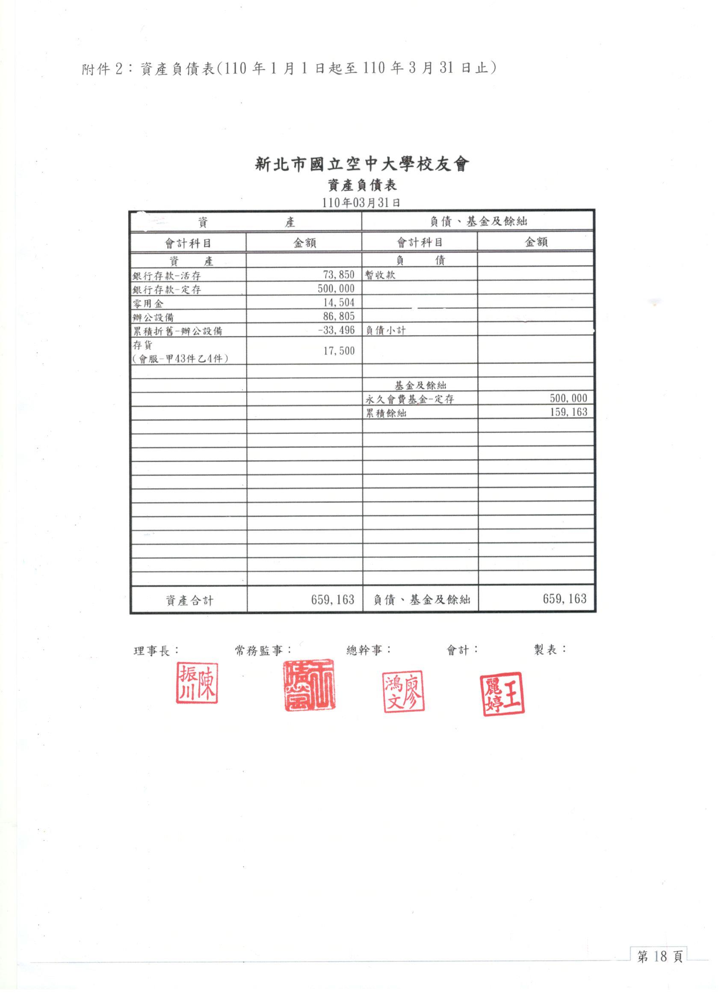 附件2：資產負債表(110年1月1日起至110年3月31日止)
新北市國立空中大學校友會
資產負債表
110年03月31日
資 產 負債、基金及餘絀
會計科目 金額 會計科目 金額
資 產 負 債
銀行存款-活存 73,850 暫收款
銀行存款-定存 500,000
零用金 14,504
辦公設備 86,805
累積折舊-辦公設備 -33,496 負債小計
存貨
(會服-甲43件乙4件) 17,500
基金及餘絀
永久會費基金-定存 500,000
累積餘絀 159,163
資產合計 659,163 負債、基金及餘絀 659,163
理事長： 常務監事： 總幹事： 會計： 製表：
陳振川 廖鴻文 王麗婷
第 18 頁